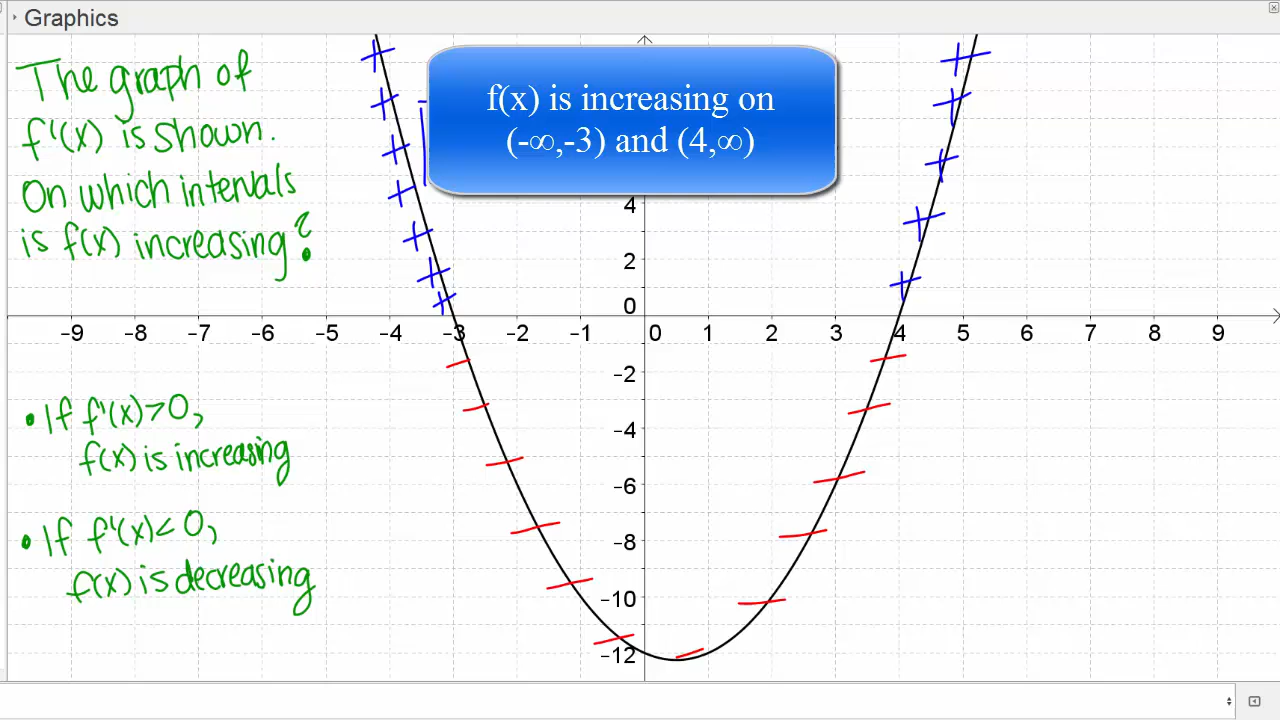 Graphics
The graph of
f'(x) is shown.
On which intervals
is f(x) increasing?
f(x) is increasing on
(-∞,-3) and (4,∞)
4
2
0
-9 -8 -7 -6 -5 -4 -3 -2 -1 0 1 2 3 4 5 6 7 8 9
-2
-4
-6
-8
-10
-12
• If f'(x)>0,
f(x) is increasing
• If f'(x)<0,
f(x) is decreasing